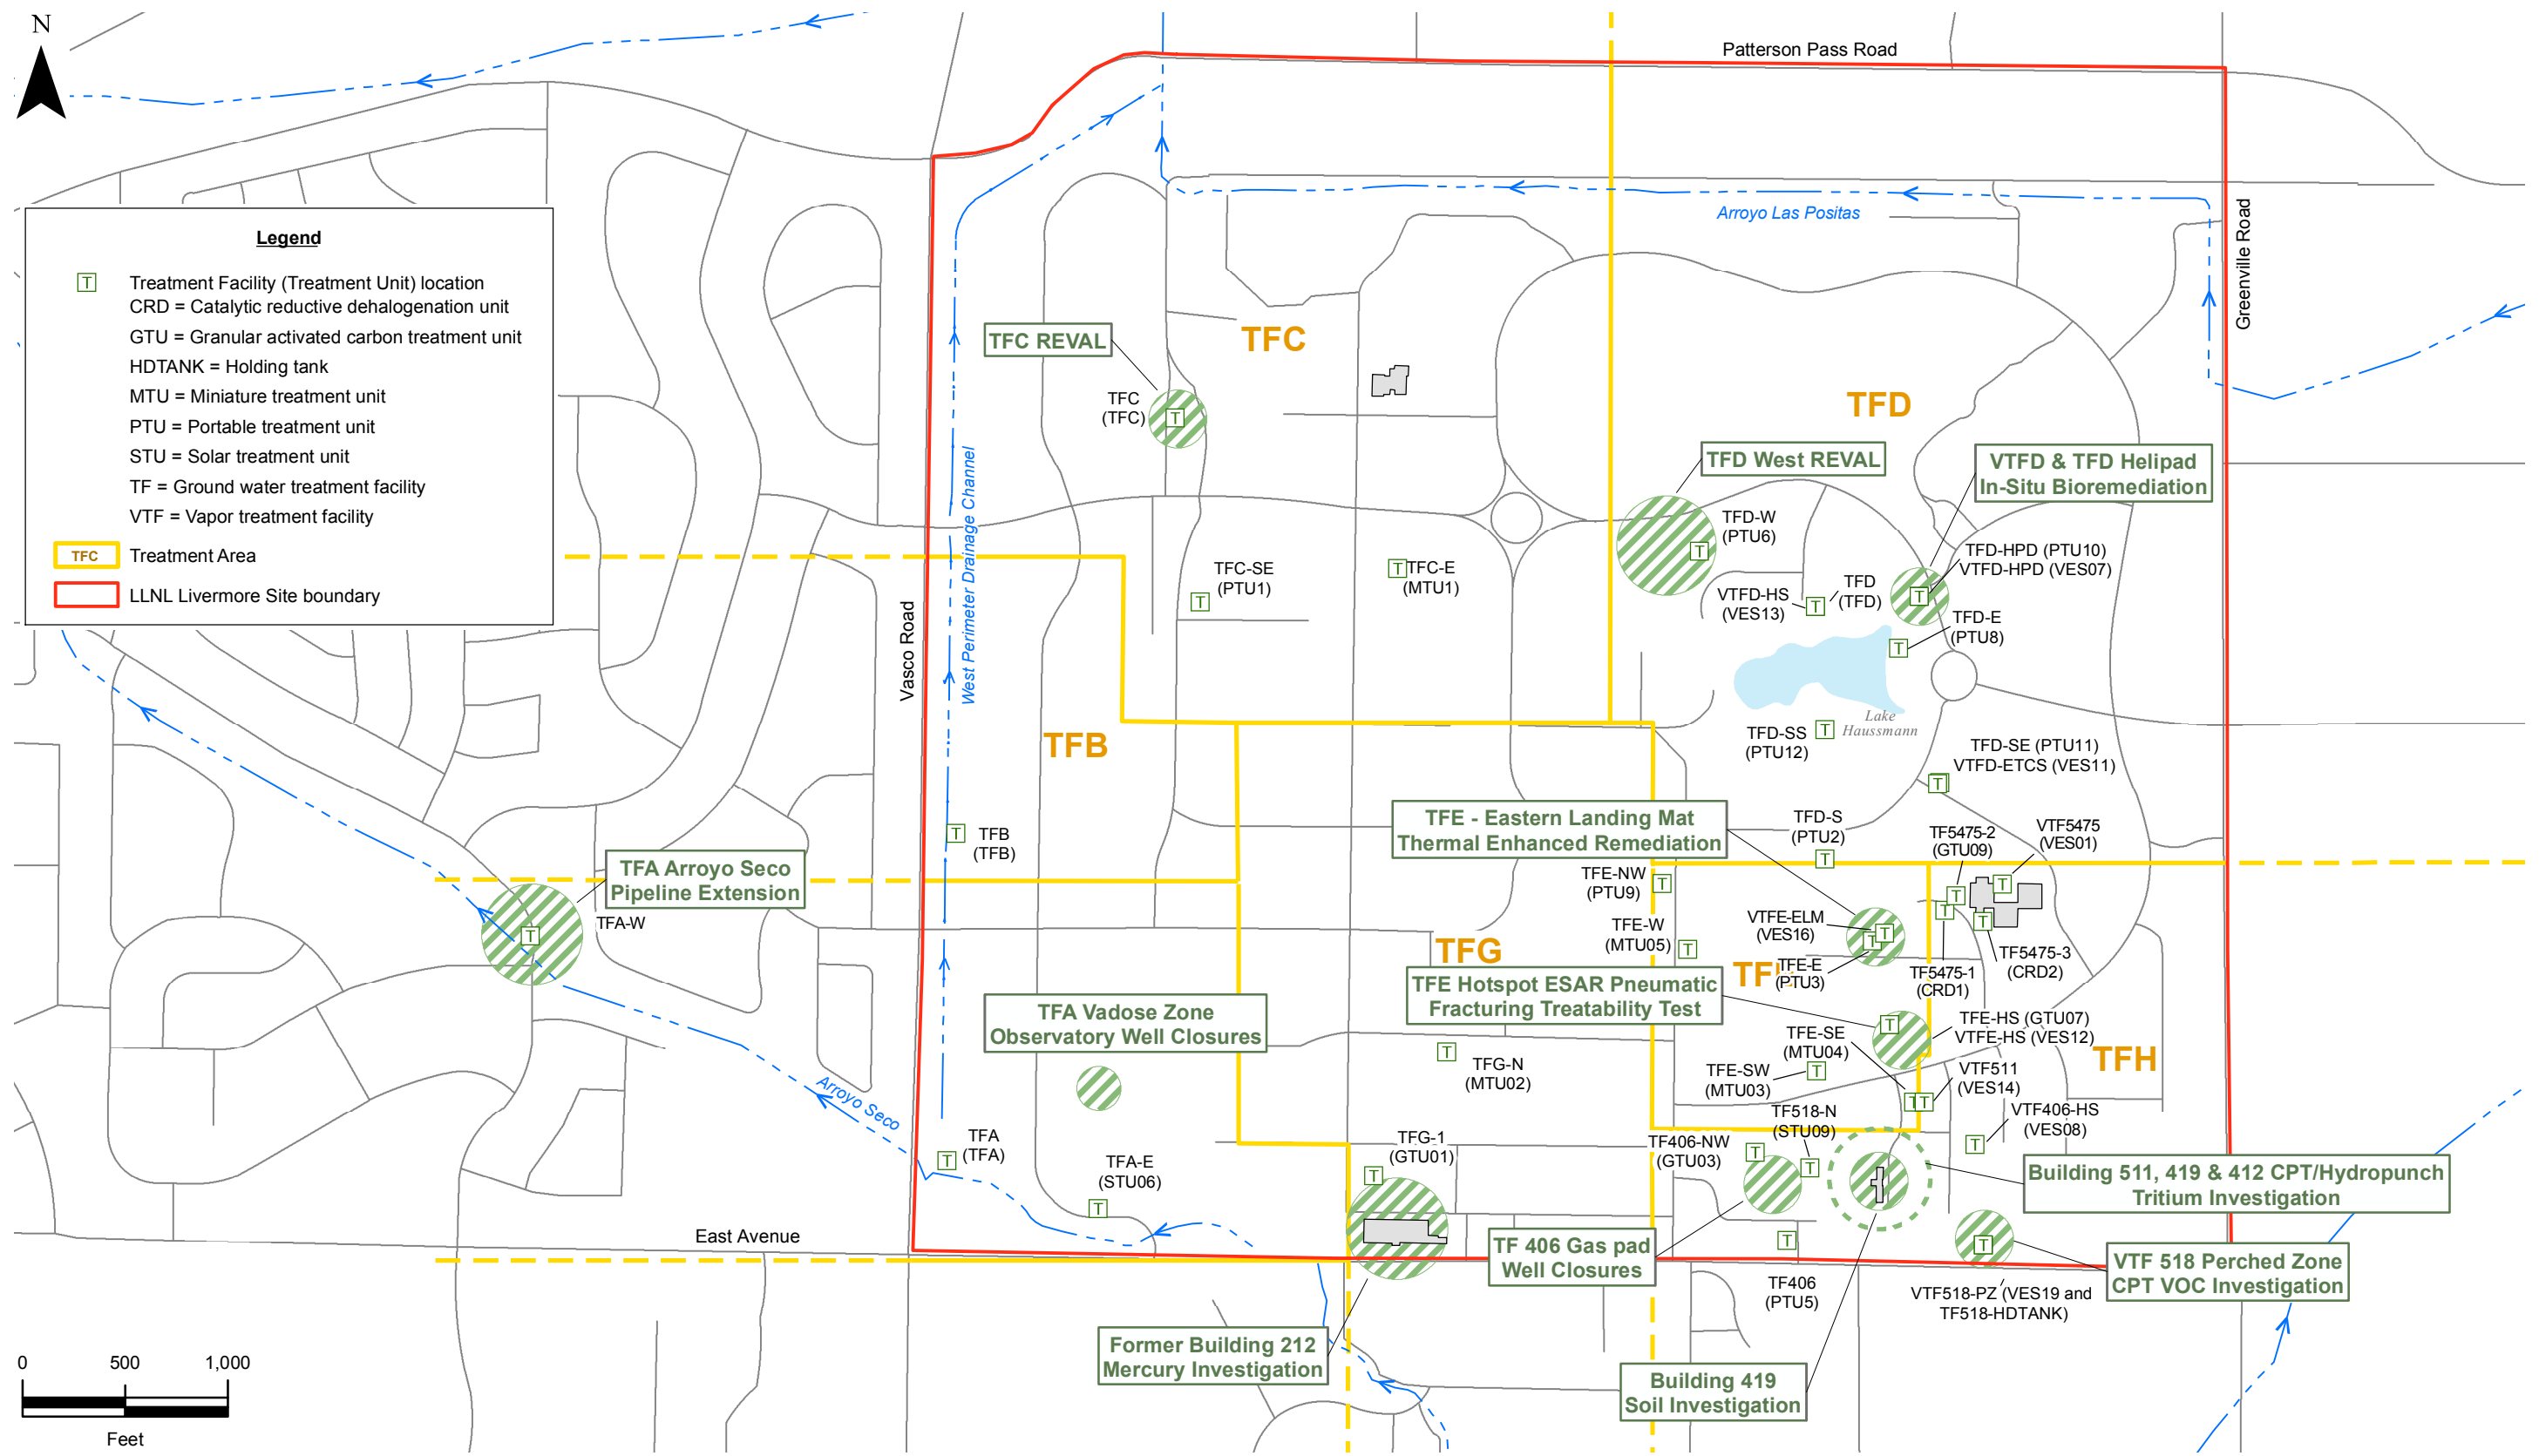 N
Patterson Pass Road
Greenville Road
Arroyo Las Positas
Legend
T Treatment Facility (Treatment Unit) location
CRD = Catalytic reductive dehalogenation unit
GTU = Granular activated carbon treatment unit
HDTANK = Holding tank
MTU = Miniature treatment unit
PTU = Portable treatment unit
STU = Solar treatment unit
TF = Ground water treatment facility
VTF = Vapor treatment facility
TFC Treatment Area
LLNL Livermore Site boundary
TFC REVAL
TFC
TFC
(TFC)
T
TFD
TFD West REVAL
VTFD & TFD Helipad
In-Situ Bioremediation
TFD-W
(PTU6)
T
TFD-HPD (PTU10)
VTFD-HPD (VES07)
T
TFC-SE
(PTU1)
T
TFC-E
(MTU1)
T
VTFD-HS
(VES13)
T
TFD
(TFD)
TFD-E
(PTU8)
T
West Perimeter Drainage Channel
Vasco Road
Lake
Haussmann
TFD-SS
(PTU12)
T
TFB
TFD-SE (PTU11)
VTFD-ETCS (VES11)
T
TFE - Eastern Landing Mat
Thermal Enhanced Remediation
TFD-S
(PTU2)
T
TF5475-2
(GTU09)
T
VTF5475
(VES01)
T
TFB
(TFB)
T
TFA Arroyo Seco
Pipeline Extension
TFA-W
T
TFE-NW
(PTU9)
T
TFE-W
(MTU05)
T
VTFE-ELM
(VES16)
T
TFE-E
(PTU3)
T
TF5475-1
(CRD1)
T
TF5475-3
(CRD2)
T
TFG
TFE Hotspot ESAR Pneumatic
Fracturing Treatability Test
TFA Vadose Zone
Observatory Well Closures
TFE-HS (GTU07)
VTFE-HS (VES12)
T
TFH
TFG-N
(MTU02)
T
TFE-SE
(MTU04)
T
TFE-SW
(MTU03)
T
VTF511
(VES14)
T
VTF406-HS
(VES08)
T
Arroyo Seco
TFA
(TFA)
T
TFA-E
(STU06)
T
TFG-1
(GTU01)
T
TF406-NW
(GTU03)
T
TF518-N
(STU09)
T
Building 511, 419 & 412 CPT/Hydropunch
Tritium Investigation
East Avenue
TF 406 Gas pad
Well Closures
T
TF406
(PTU5)
T
VTF518-PZ (VES19 and
TF518-HDTANK)
VTF 518 Perched Zone
CPT VOC Investigation
Former Building 212
Mercury Investigation
Building 419
Soil Investigation
0 500 1,000
Feet